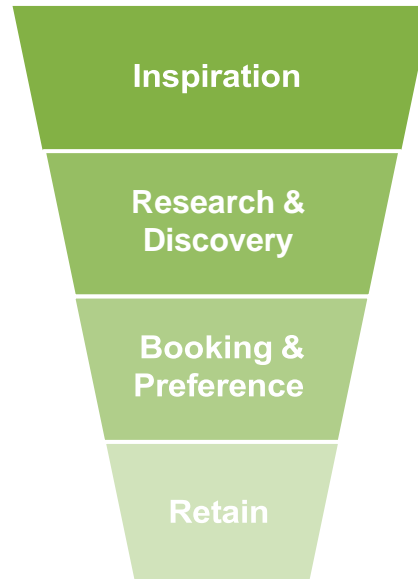 Inspiration
Research &
Discovery
Booking &
Preference
Retain